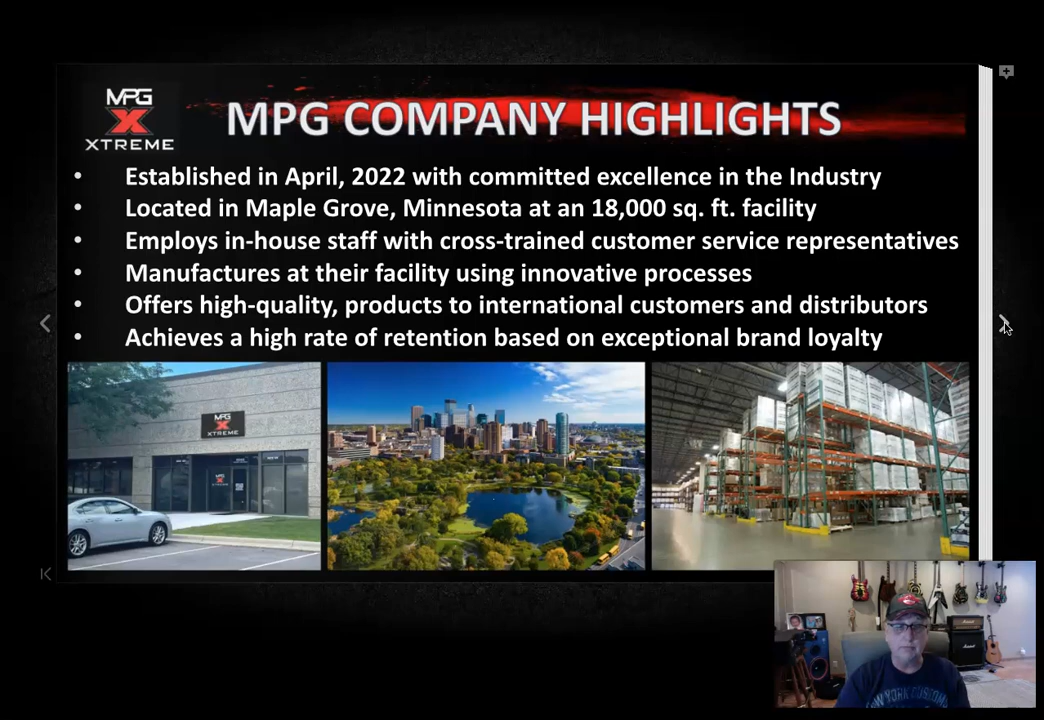 MPG
X
XTREME
MPG COMPANY HIGHLIGHTS
• Established in April, 2022 with committed excellence in the Industry
• Located in Maple Grove, Minnesota at an 18,000 sq. ft. facility
• Employs in-house staff with cross-trained customer service representatives
• Manufactures at their facility using innovative processes
• Offers high-quality, products to international customers and distributors
• Achieves a high rate of retention based on exceptional brand loyalty
MPG
X
XTREME
NEW YORK CUSTOMS